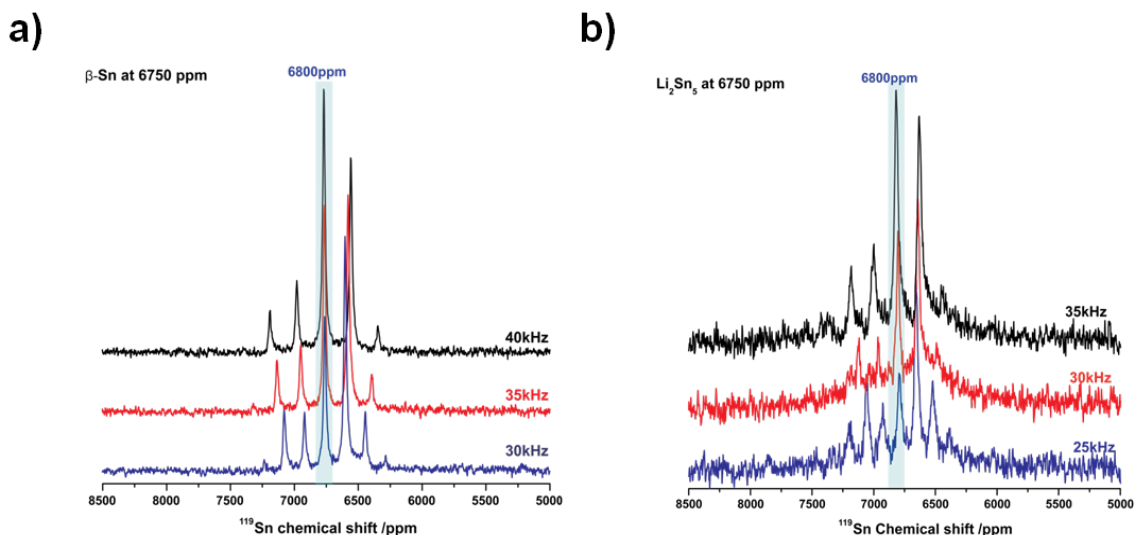 a)
β-Sn at 6750 ppm
6800ppm
40kHz
35kHz
30kHz
8500 8000 7500 7000 6500 6000 5500 5000
¹¹⁹Sn chemical shift /ppm
b)
Li₂Sn₅ at 6750 ppm
6800ppm
35kHz
30kHz
25kHz
8500 8000 7500 7000 6500 6000 5500 5000
¹¹⁹Sn Chemical shift /ppm